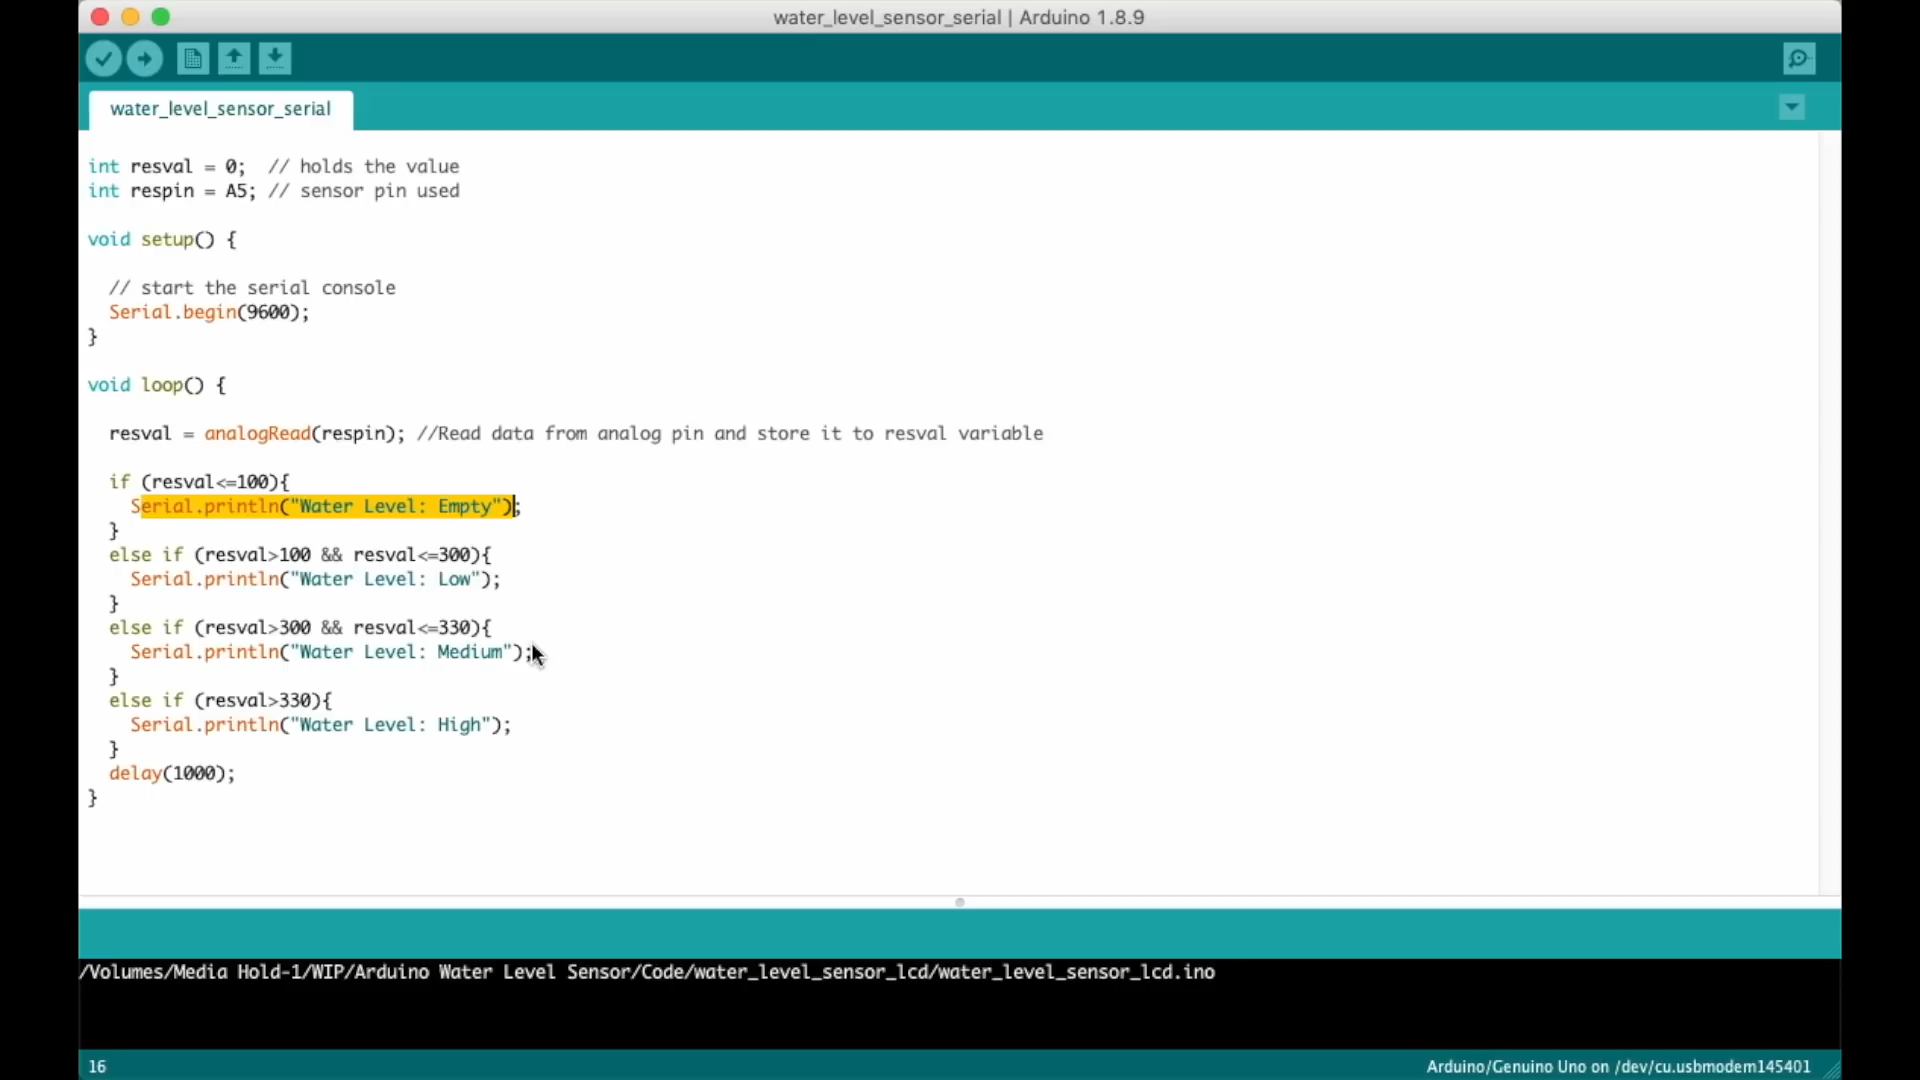 water_level_sensor_serial | Arduino 1.8.9
water_level_sensor_serial
int resval = 0;  // holds the value
int respin = A5; // sensor pin used
void setup() {
  // start the serial console
  Serial.begin(9600);
}
void loop() {
  resval = analogRead(respin); //Read data from analog pin and store it to resval variable
  if (resval<=100){
    Serial.println("Water Level: Empty");
  }
  else if (resval>100 && resval<=300){
    Serial.println("Water Level: Low");
  }
  else if (resval>300 && resval<=330){
    Serial.println("Water Level: Medium");
  }
  else if (resval>330){
    Serial.println("Water Level: High");
  }
  delay(1000);
}
/Volumes/Media Hold-1/WIP/Arduino Water Level Sensor/Code/water_level_sensor_lcd/water_level_sensor_lcd.ino
16
Arduino/Genuino Uno on /dev/cu.usbmodem145401